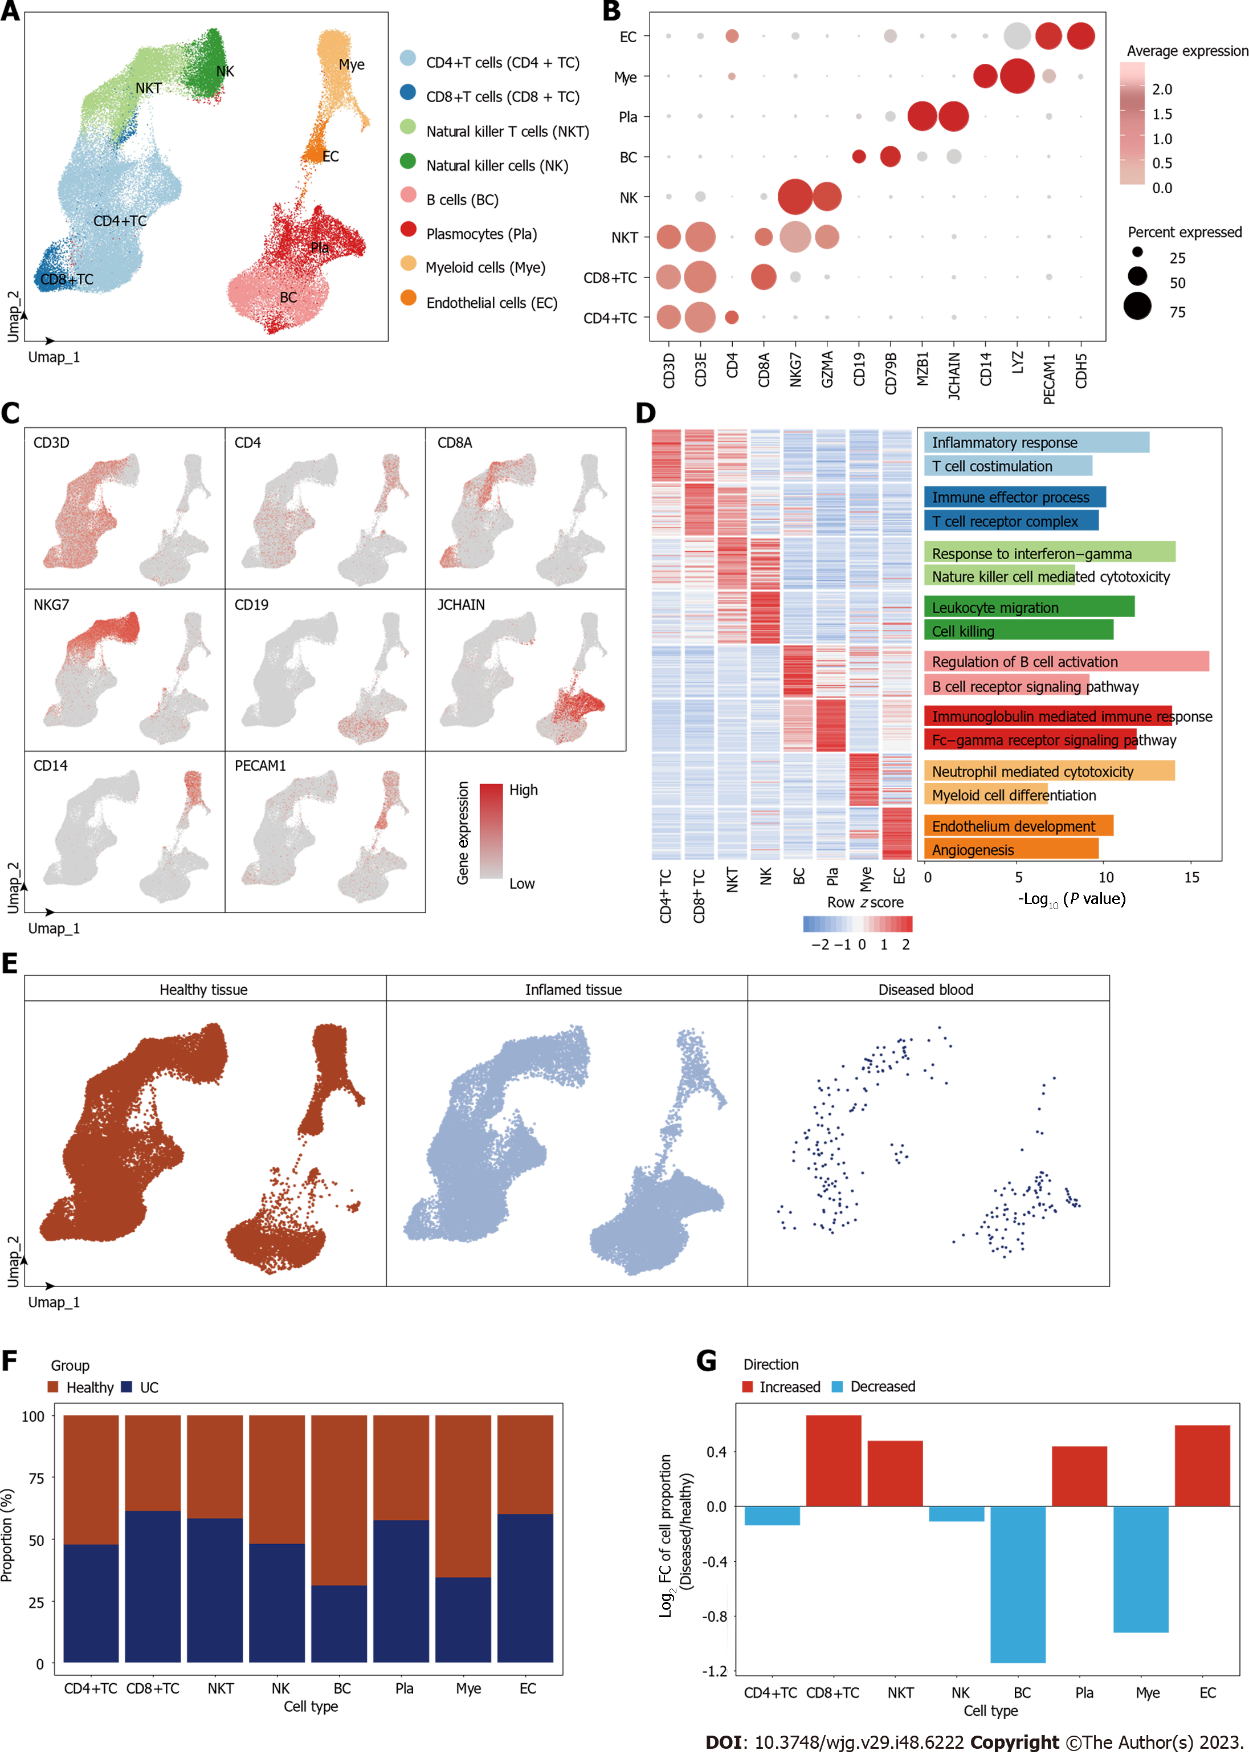 A
NK
NKT
Mye
EC
CD4+TC
Pla
CD8+TC
BC
Umap_2
Umap_1
CD4+T cells (CD4 + TC)
CD8+T cells (CD8 + TC)
Natural killer T cells (NKT)
Natural killer cells (NK)
B cells (BC)
Plasmocytes (Pla)
Myeloid cells (Mye)
Endothelial cells (EC)
B
EC
Mye
Pla
BC
NK
NKT
CD8+TC
CD4+TC
CD3D
CD3E
CD4
CD8A
NKG7
GZMA
CD19
CD79B
MZB1
JCHAIN
CD14
LYZ
PECAM1
CDH5
Average expression
2.0
1.5
1.0
0.5
0.0
Percent expressed
25
50
75
C
CD3D
CD4
CD8A
NKG7
CD19
JCHAIN
CD14
PECAM1
Gene expression
High
Low
Umap_2
Umap_1
D
Inflammatory response
T cell costimulation
Immune effector process
T cell receptor complex
Response to interferon−gamma
Nature killer cell mediated cytotoxicity
Leukocyte migration
Cell killing
Regulation of B cell activation
B cell receptor signaling pathway
Immunoglobulin mediated immune response
Fc−gamma receptor signaling pathway
Neutrophil mediated cytotoxicity
Myeloid cell differentiation
Endothelium development
Angiogenesis
CD4+ TC
CD8+ TC
NKT
NK
BC
Pla
Mye
EC
0 5 10 15
-Log10 (P value)
Row z score
−2 −1 0 1 2
E
Healthy tissue
Inflamed tissue
Diseased blood
Umap_2
Umap_1
F
Group
Healthy UC
Proportion (%)
100
75
50
25
0
CD4+TC CD8+TC NKT NK BC Pla Mye EC
Cell type
G
Direction
Increased Decreased
Log2 FC of cell proportion
(Diseased/healthy)
0.4
0.0
-0.4
-0.8
-1.2
CD4+TC CD8+TC NKT NK BC Pla Mye EC
Cell type
DOI: 10.3748/wjg.v29.i48.6222 Copyright ©The Author(s) 2023.